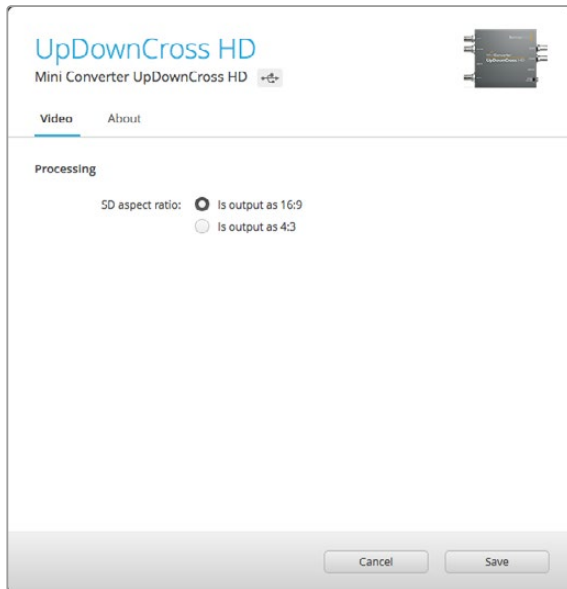 UpDownCross HD
Mini Converter UpDownCross HD
Video About
Processing
SD aspect ratio: Is output as 16:9
Is output as 4:3
Cancel Save